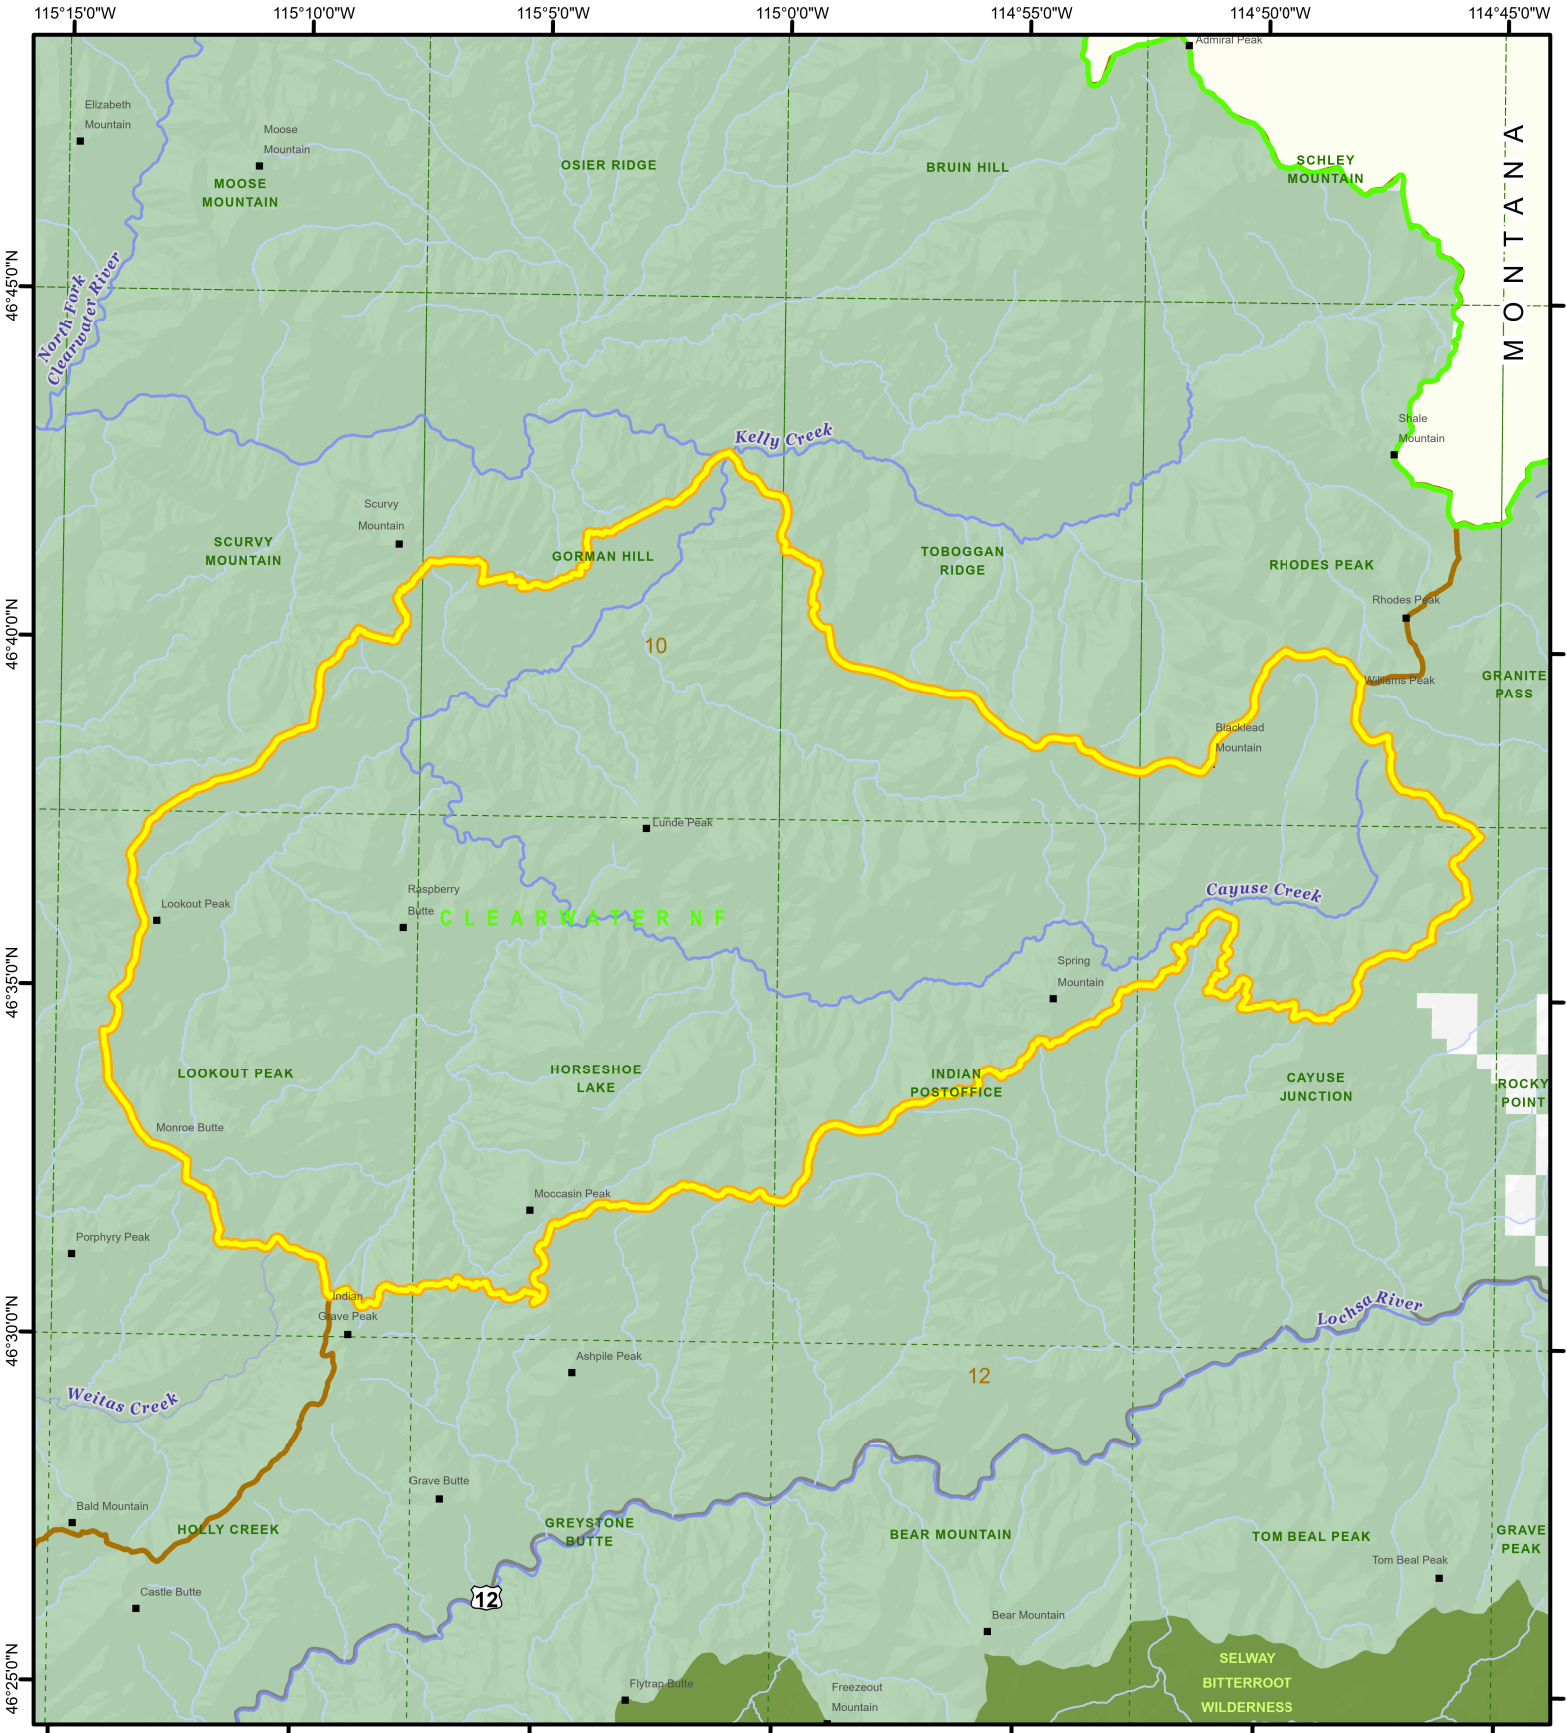 115°15'0"W
115°10'0"W
115°5'0"W
115°0'0"W
114°55'0"W
114°50'0"W
114°45'0"W
Admiral Peak
Elizabeth
Mountain
Moose
Mountain
MOOSE
MOUNTAIN
OSIER RIDGE
BRUIN HILL
SCHLEY
MOUNTAIN
MONTANA
North Fork
Clearwater River
46°45'0"N
Kelly Creek
Shale
Mountain
Scurvy
Mountain
SCURVY
MOUNTAIN
GORMAN HILL
TOBOGGAN
RIDGE
RHODES PEAK
Rhodes Peak
46°40'0"N
10
Williams Peak
GRANITE
PASS
Blacklead
Mountain
Lunde Peak
Lookout Peak
Raspberry
Butte
CLEARWATER NF
Cayuse Creek
Spring
Mountain
46°35'0"N
LOOKOUT PEAK
HORSESHOE
LAKE
INDIAN
POSTOFFICE
CAYUSE
JUNCTION
ROCKY
POINT
Monroe Butte
Moccasin Peak
Porphyry Peak
Indian
Grave Peak
46°30'0"N
Lochsa River
Ashpile Peak
12
Weitas Creek
Grave Butte
Bald Mountain
HOLLY CREEK
GREYSTONE
BUTTE
BEAR MOUNTAIN
TOM BEAL PEAK
GRAVE
PEAK
Tom Beal Peak
Castle Butte
12
Bear Mountain
46°25'0"N
Flytrap Butte
Freezeout
Mountain
SELWAY
BITTERROOT
WILDERNESS